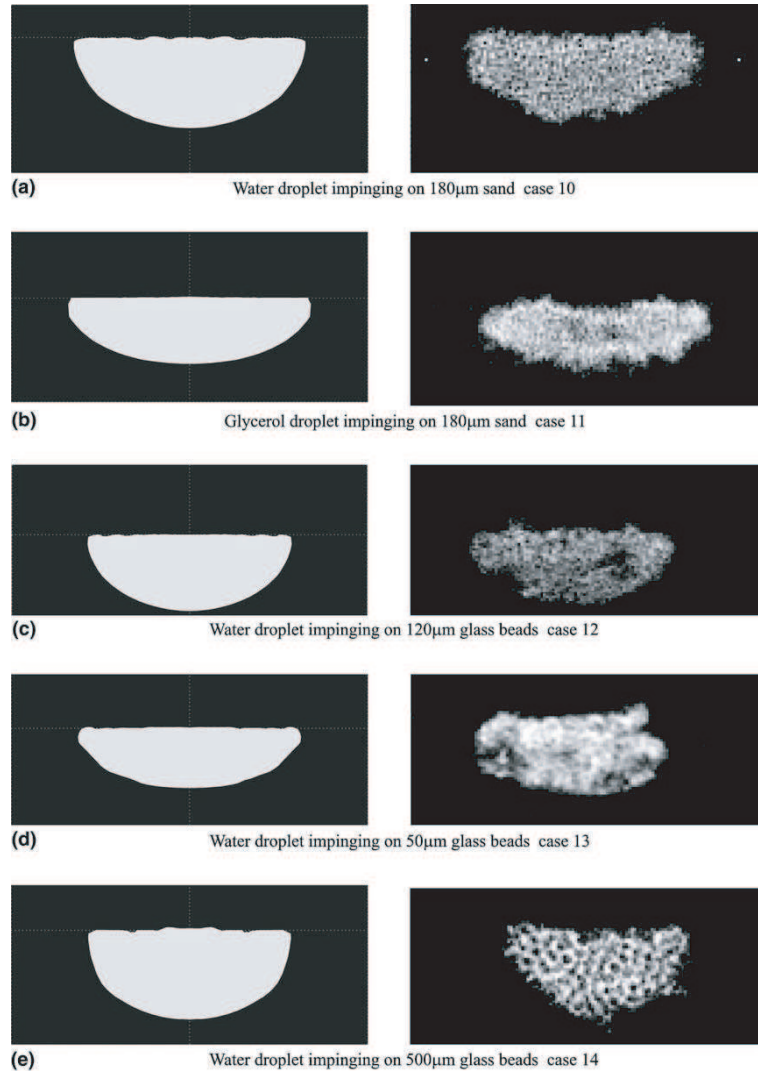 (a) Water droplet impinging on 180μm sand case 10
(b) Glycerol droplet impinging on 180μm sand case 11
(c) Water droplet impinging on 120μm glass beads case 12
(d) Water droplet impinging on 50μm glass beads case 13
(e) Water droplet impinging on 500μm glass beads case 14